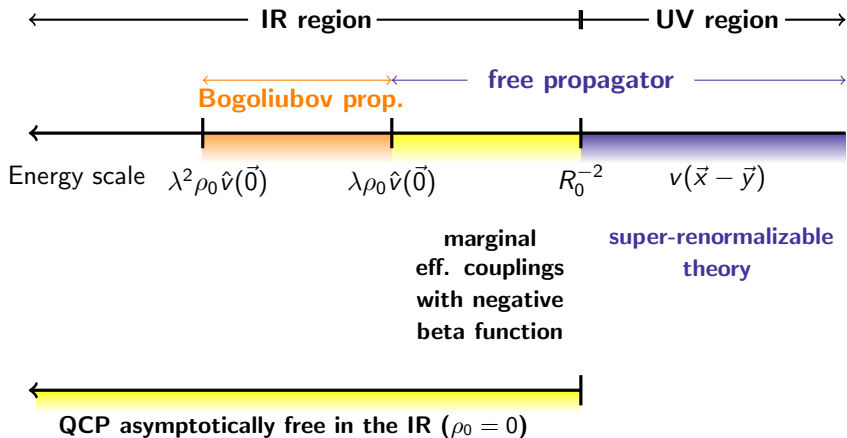 IR region UV region
free propagator
Bogoliubov prop.
Energy scale λ²ρ₀v̂(0⃗) λρ₀v̂(0⃗) R₀⁻² v(x⃗ − y⃗)
marginal
eff. couplings
with negative
beta function
super-renormalizable
theory
QCP asymptotically free in the IR (ρ₀ = 0)